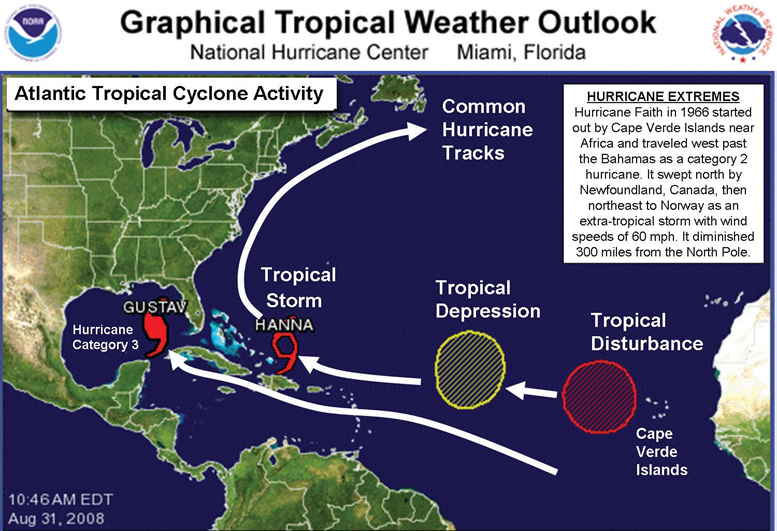 Graphical Tropical Weather Outlook
National Hurricane Center Miami, Florida
NOAA
NATIONAL WEATHER SERVICE
Atlantic Tropical Cyclone Activity
Common
Hurricane
Tracks
HURRICANE EXTREMES
Hurricane Faith in 1966 started
out by Cape Verde Islands near
Africa and traveled west past
the Bahamas as a category 2
hurricane. It swept north by
Newfoundland, Canada, then
northeast to Norway as an
extra-tropical storm with wind
speeds of 60 mph. It diminished
300 miles from the North Pole.
Tropical
Storm
HANNA
GUSTAV
Hurricane
Category 3
Tropical
Depression
Tropical
Disturbance
Cape
Verde
Islands
10:46 AM EDT
Aug 31, 2008